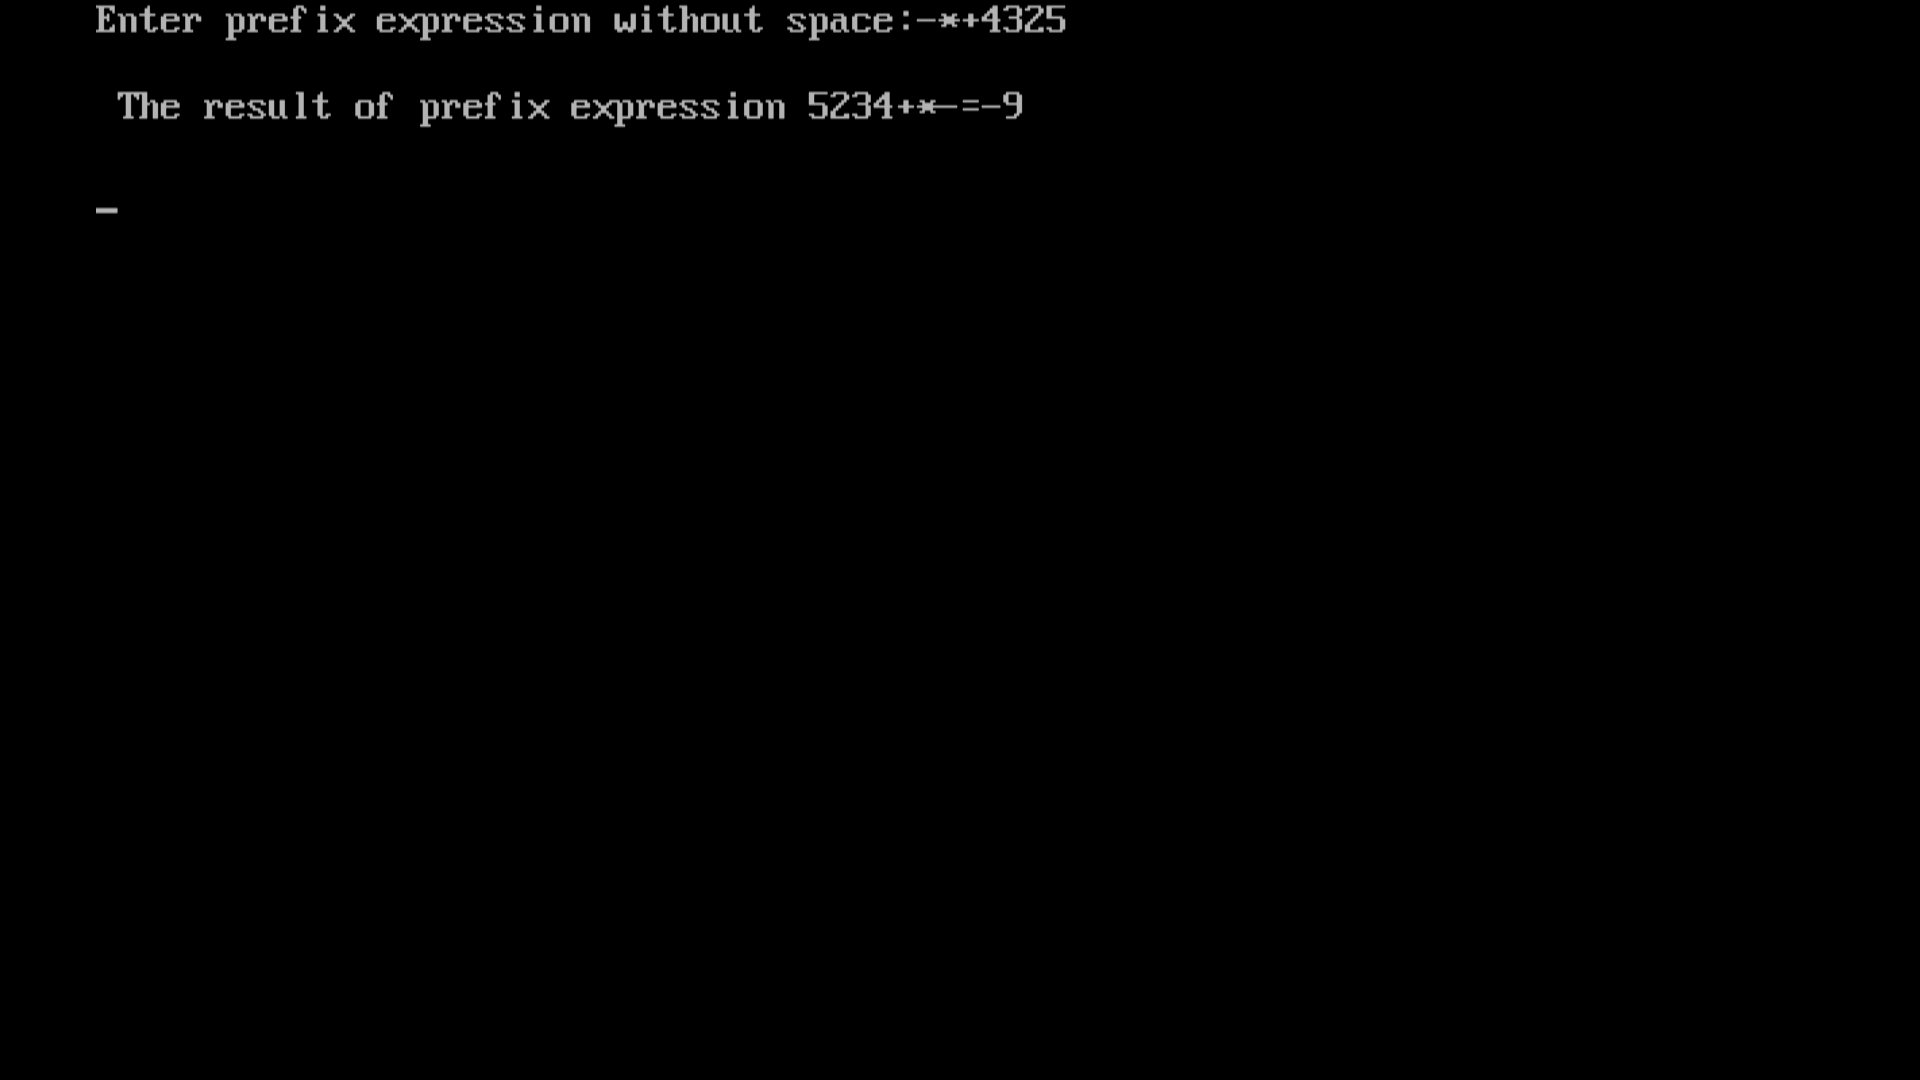 Enter prefix expression without space:-*+4325
The result of prefix expression 5234+*-=-9
_